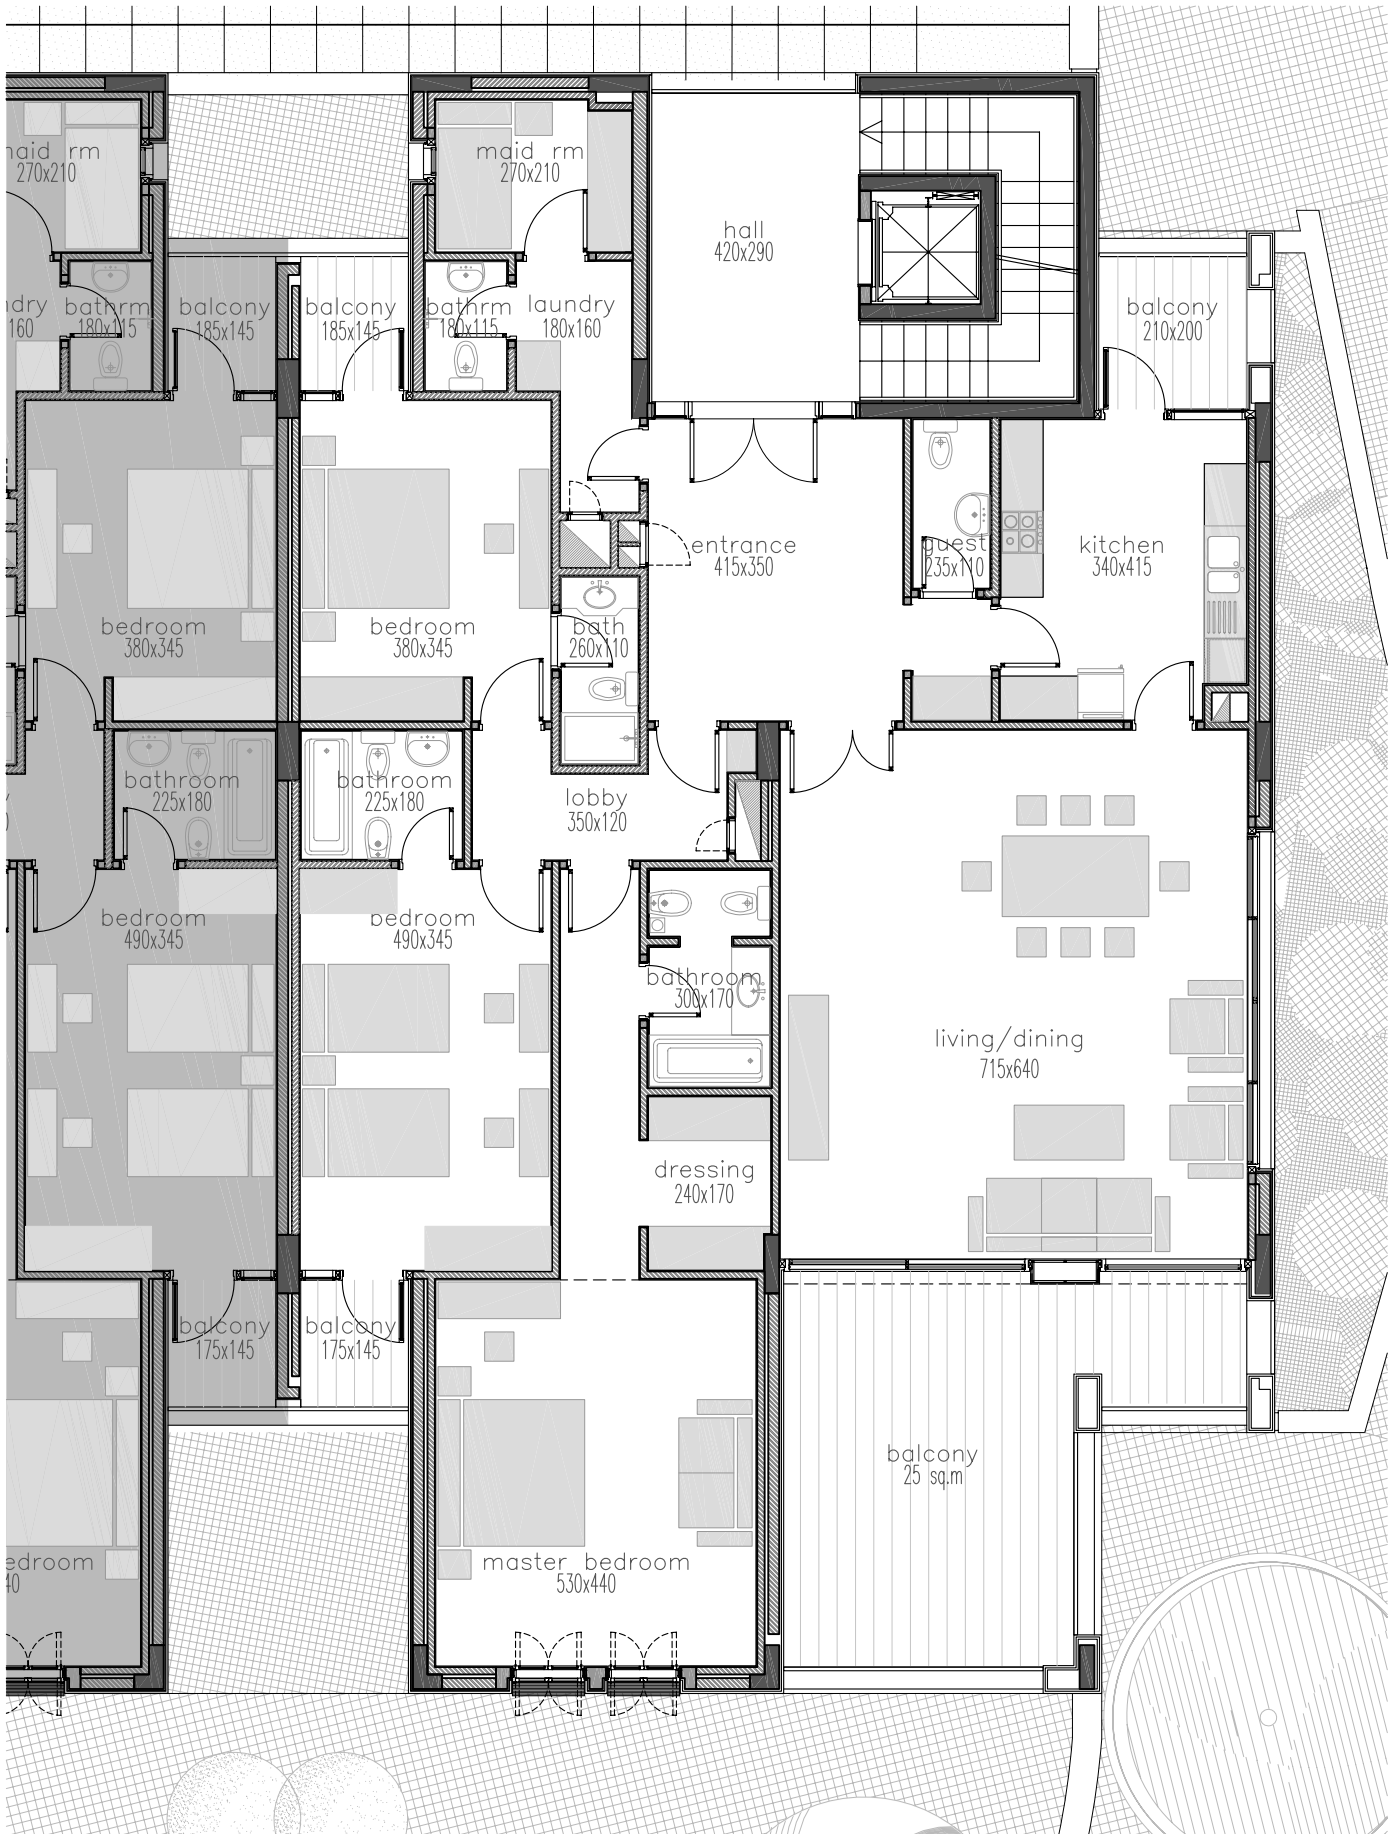 maid rm
270x210
maid rm
270x210
hall
420x290
160
bathrm
180x115
balcony
185x145
balcony
185x145
bathrm
180x115
laundry
180x160
balcony
210x200
entrance
415x350
guest
235x110
kitchen
340x415
bedroom
380x345
bedroom
380x345
bath
260x110
bathroom
225x180
bathroom
225x180
lobby
350x120
bedroom
490x345
bedroom
490x345
bathroom
300x170
living/dining
715x640
dressing
240x170
balcony
175x145
balcony
175x145
balcony
25 sq.m
edroom
40
master bedroom
530x440